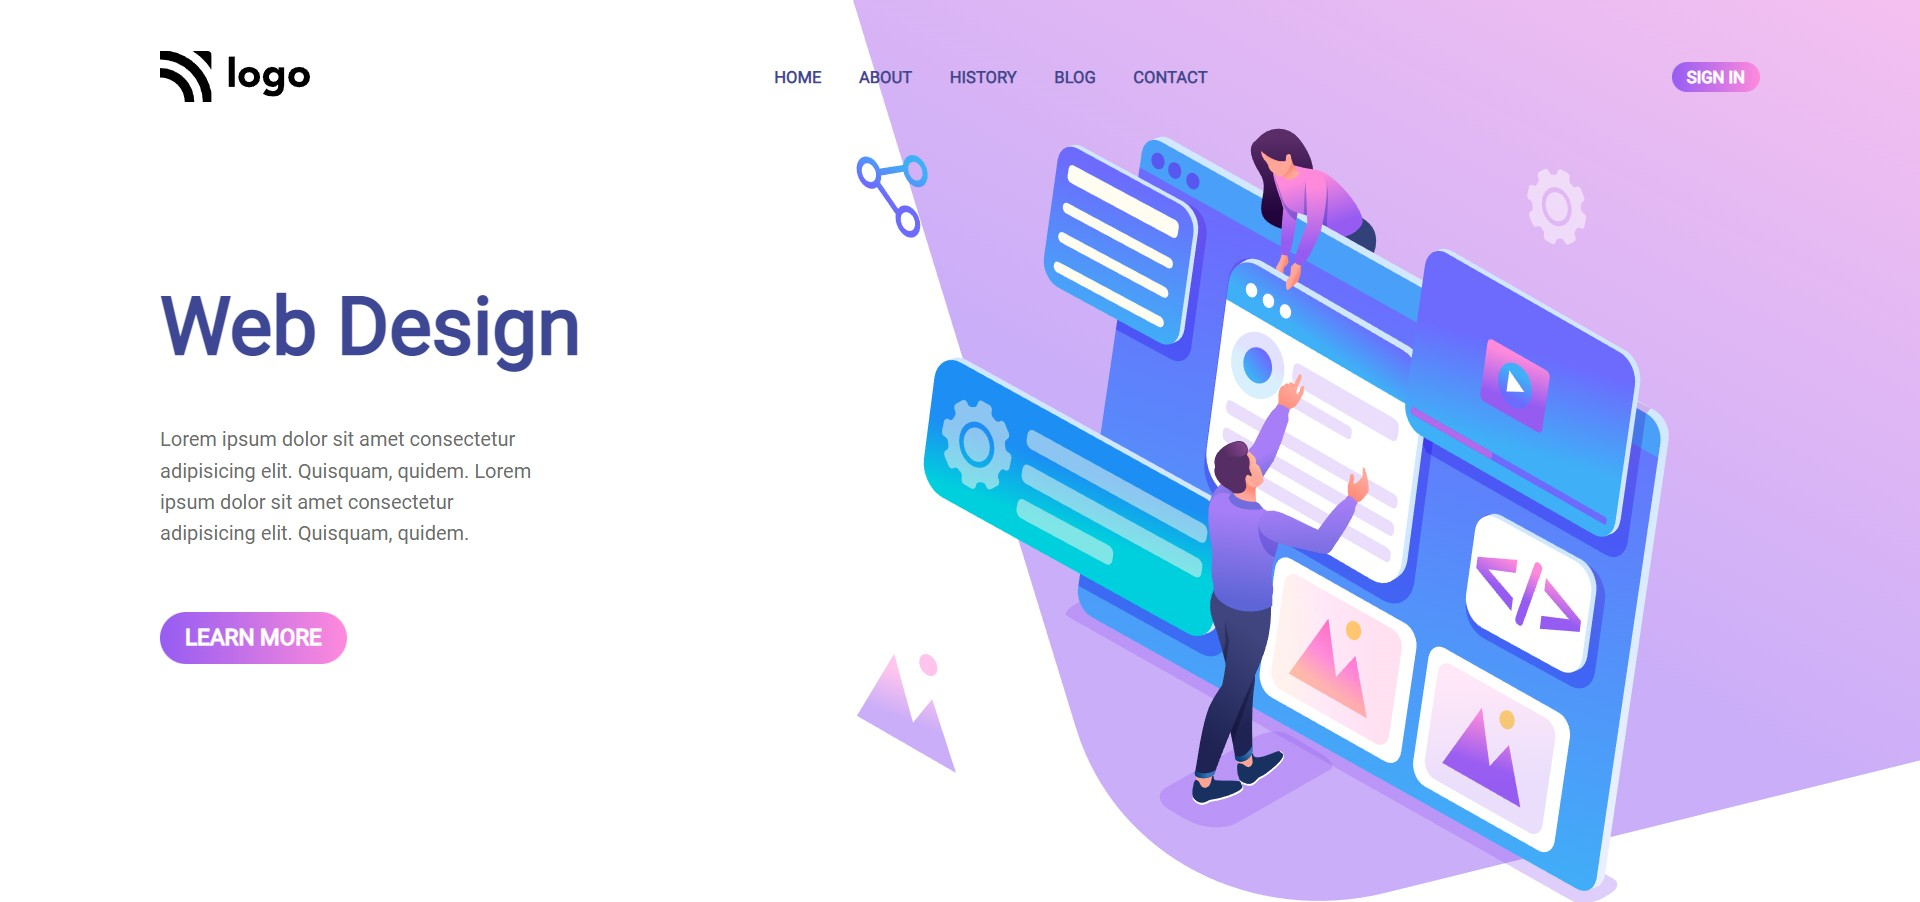 logo
HOME ABOUT HISTORY BLOG CONTACT
SIGN IN
Web Design
Lorem ipsum dolor sit amet consectetur
adipisicing elit. Quisquam, quidem. Lorem
ipsum dolor sit amet consectetur
adipisicing elit. Quisquam, quidem.
LEARN MORE
</>